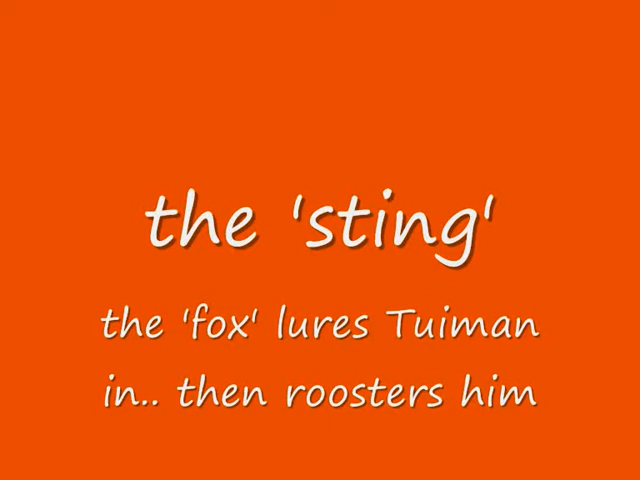 the 'sting'
the 'fox' lures Tuiman
in.. then roosters him